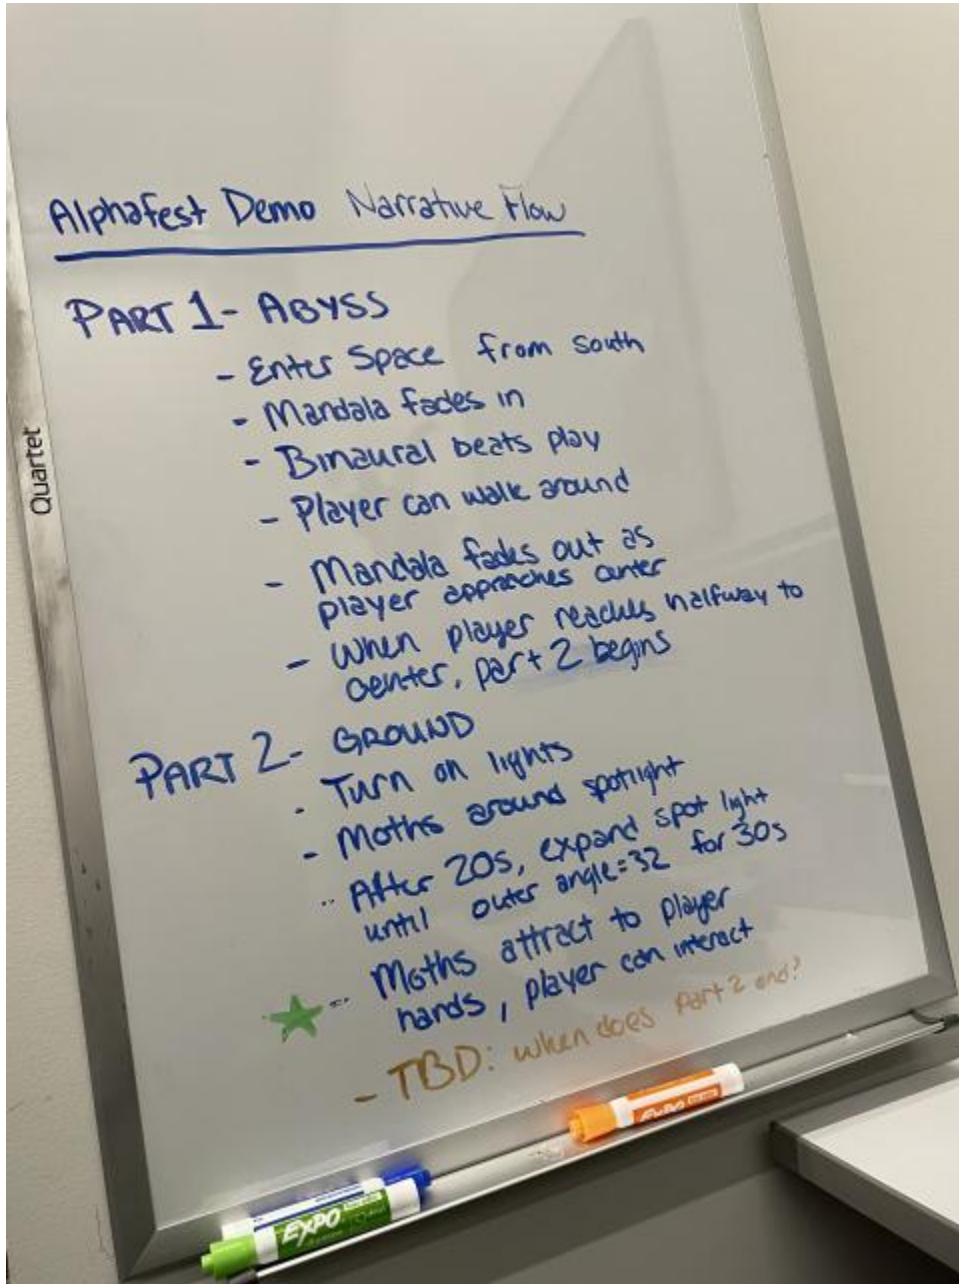 Alphafest Demo Narrative Flow
PART 1- ABYSS
- Enter Space from south
- Mandala fades in
- Binaural beats play
- Player can walk around
- Mandala fades out as
player approaches center
- When player reaches halfway to
center, part 2 begins
PART 2- GROUND
- Turn on lights
- Moths around spotlight
- After 20s, expand spot light
until outer angle=32 for 30s
- Moths attract to player
hands, player can interact
- TBD: when does part 2 end?
Quartet
EXPO
EXPO